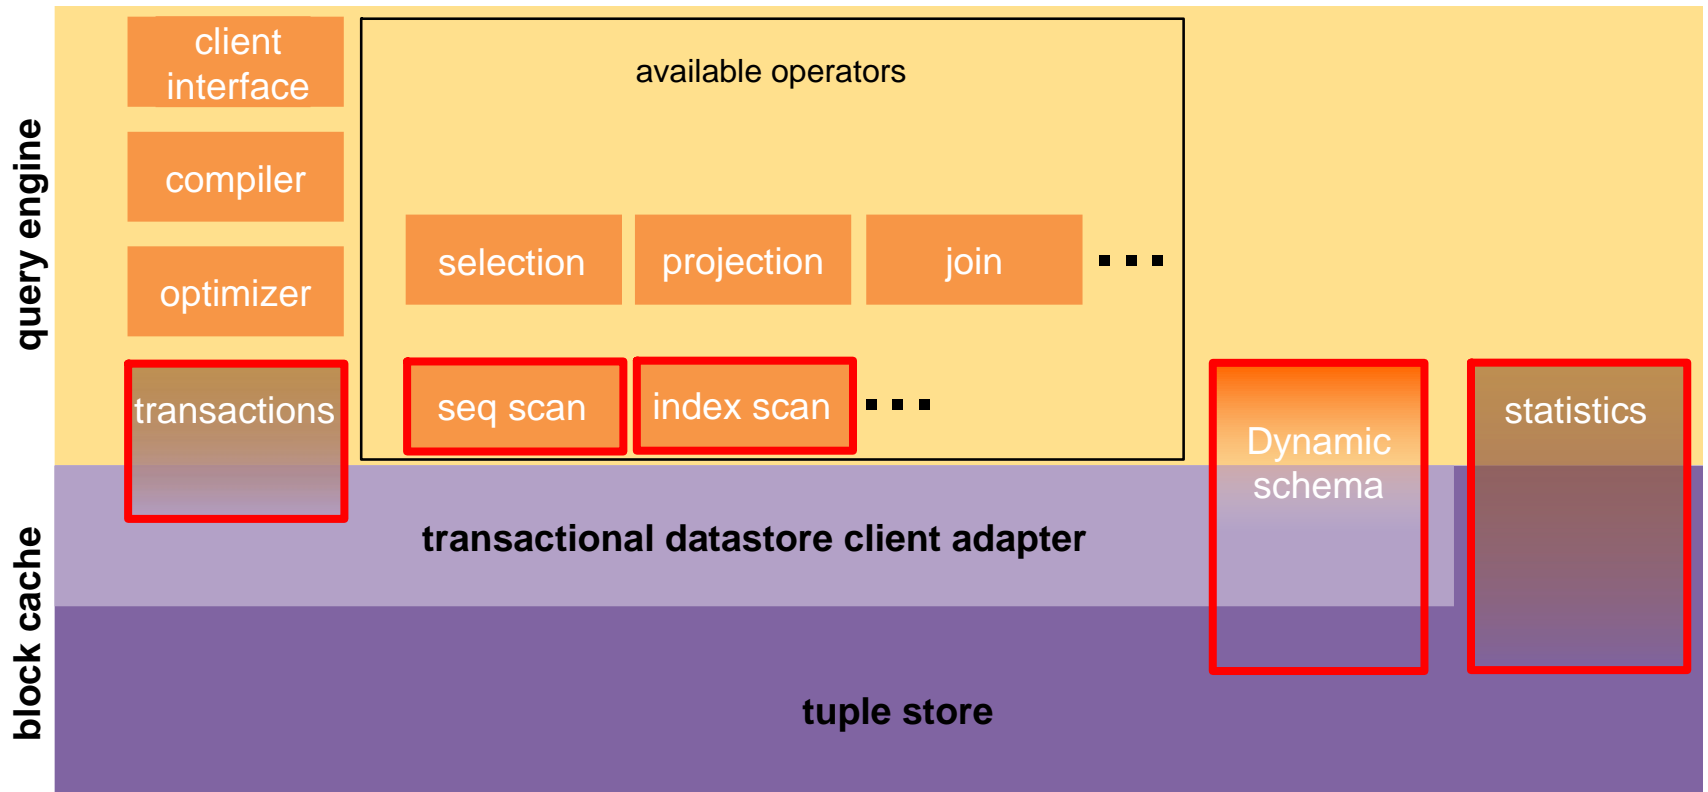 query engine
block cache
client
interface
compiler
optimizer
transactions
available operators
selection
projection
join
...
seq scan
index scan
...
Dynamic
schema
statistics
transactional datastore client adapter
tuple store